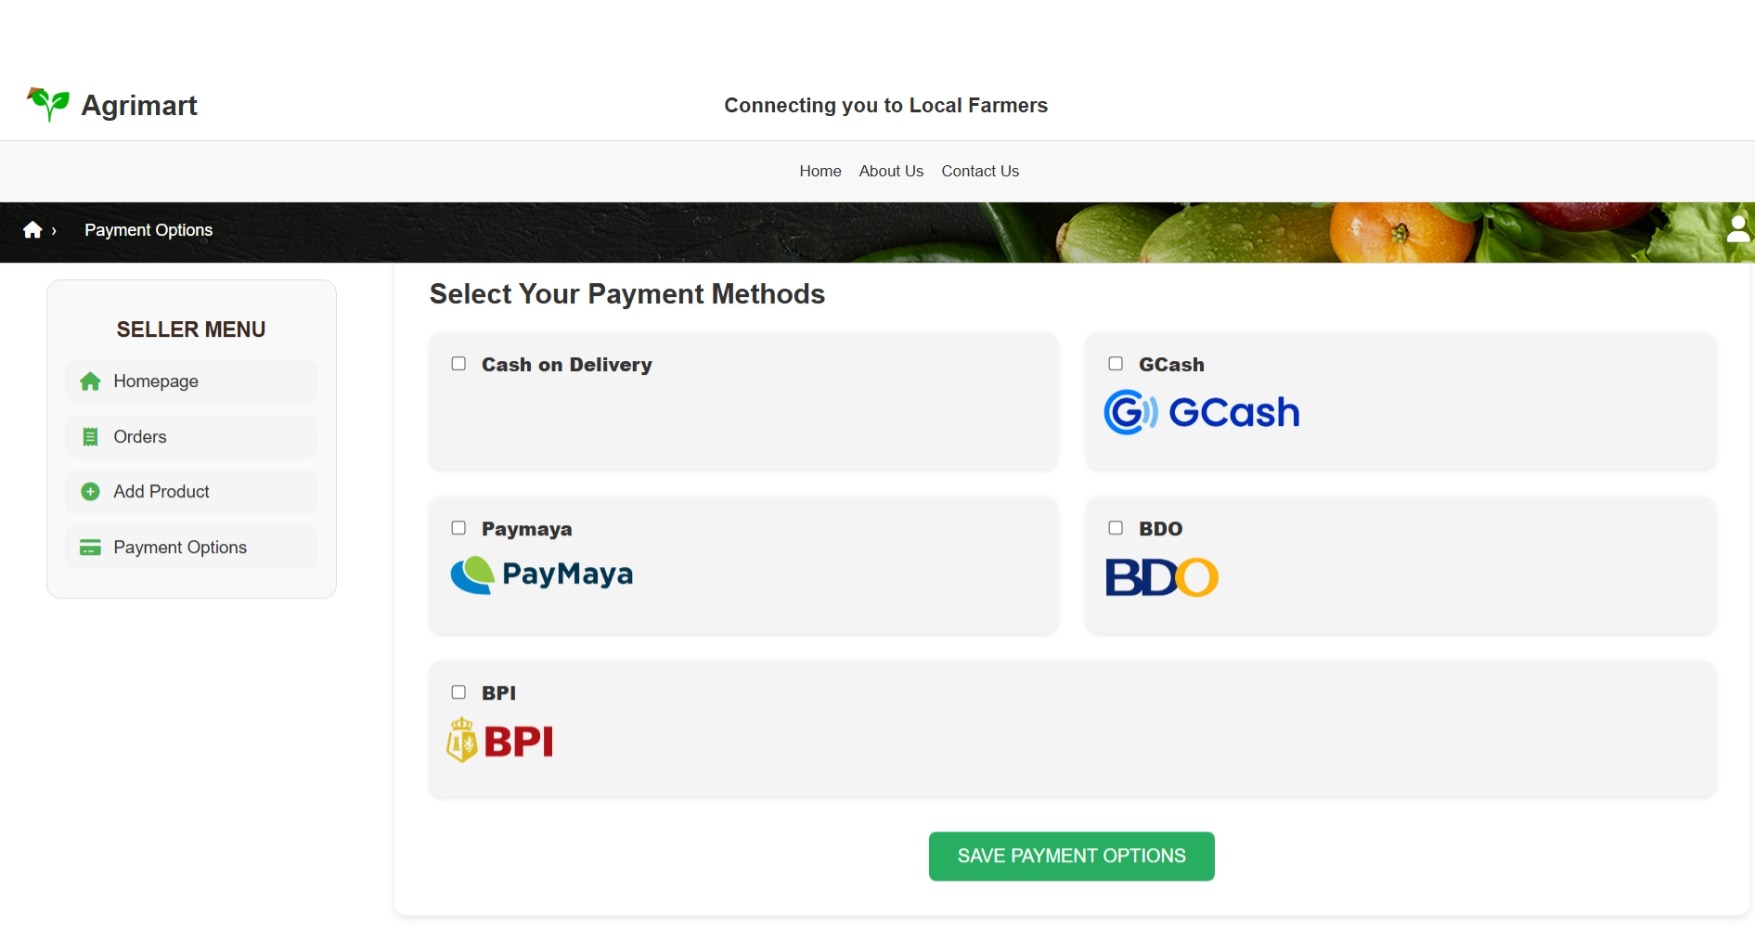 Agrimart
Connecting you to Local Farmers
Home About Us Contact Us
› Payment Options
SELLER MENU
Homepage
Orders
Add Product
Payment Options
Select Your Payment Methods
Cash on Delivery
GCash
GCash
Paymaya
PayMaya
BDO
BDO
BPI
BPI
SAVE PAYMENT OPTIONS